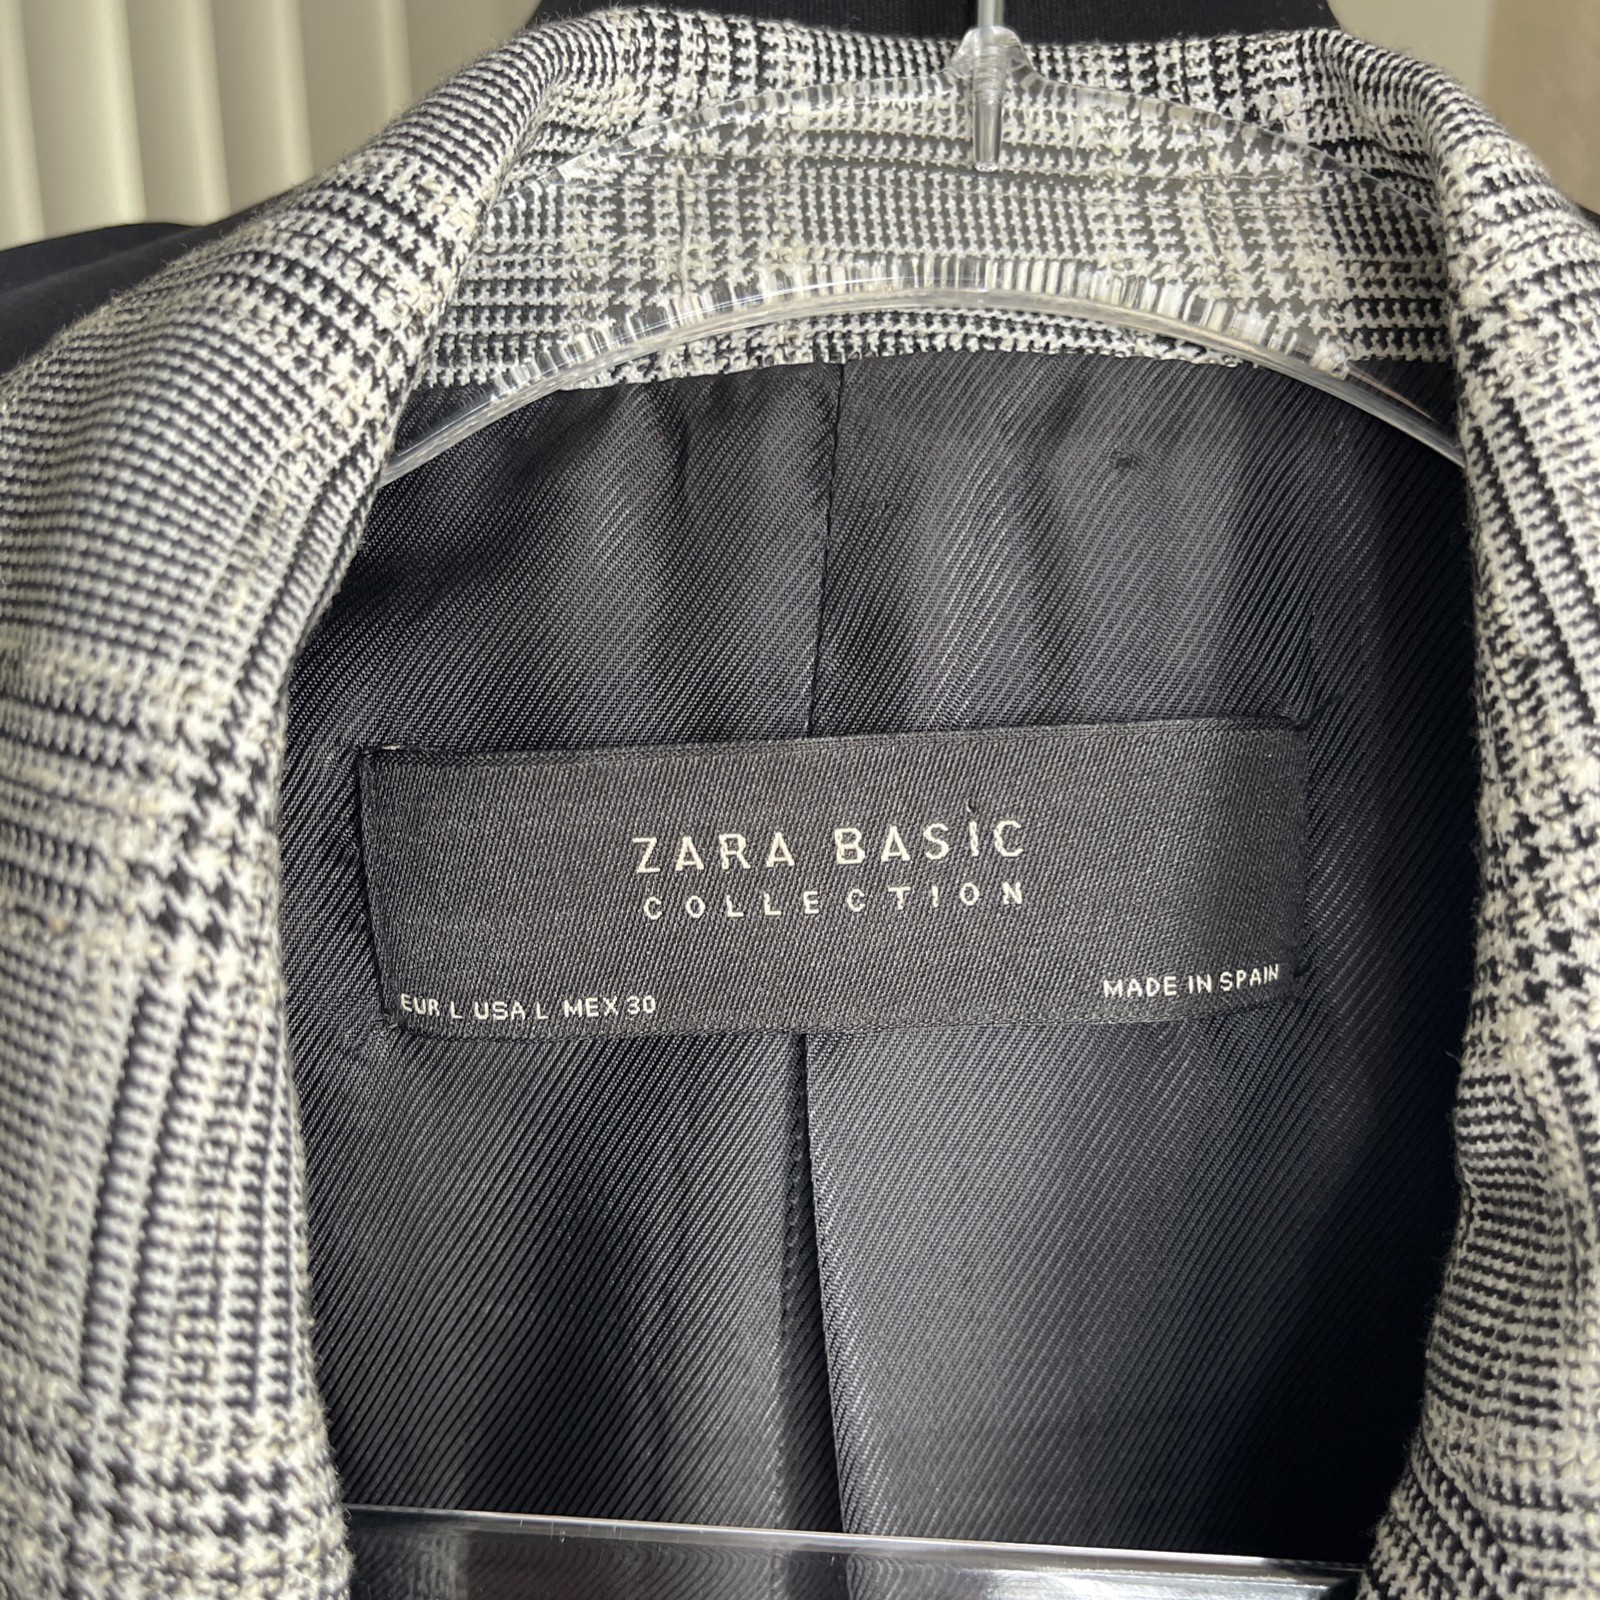 ZARA BASIC
COLLECTION
EUR L USA L MEX 30
MADE IN SPAIN